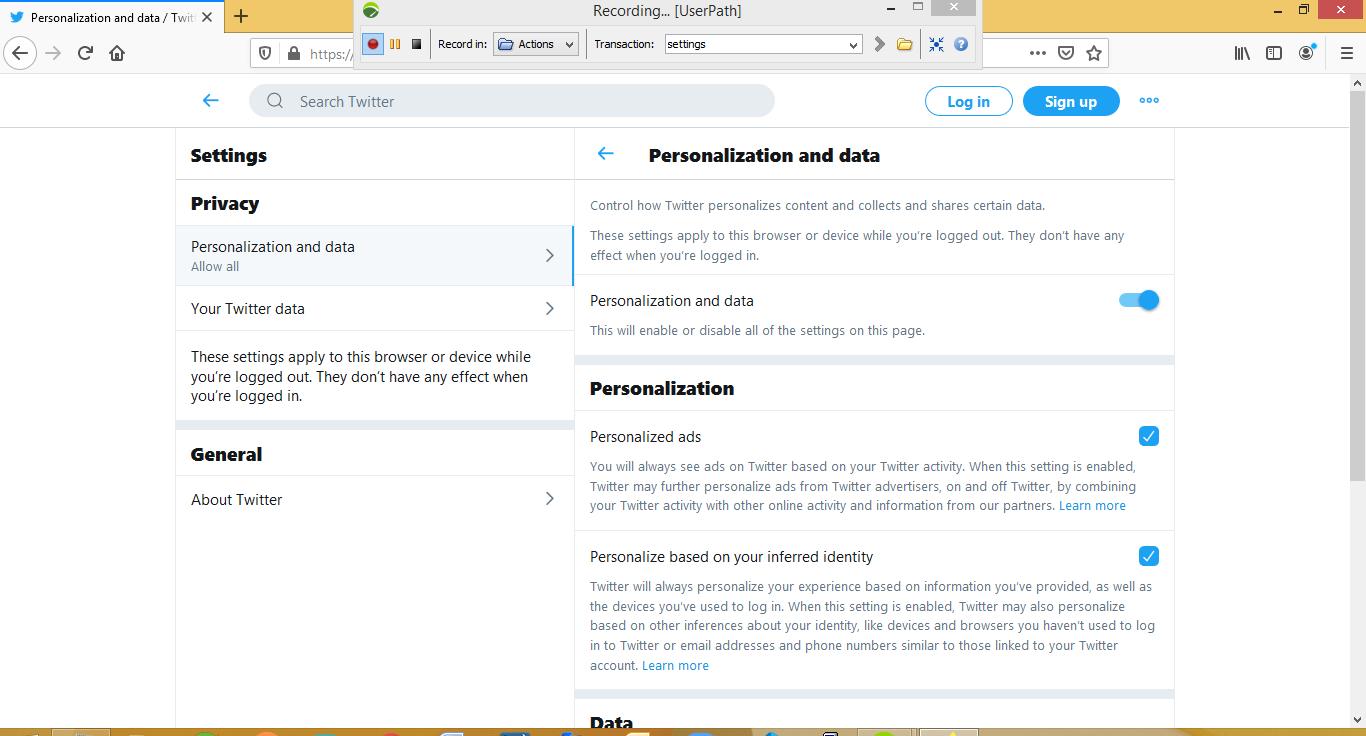 Recording... [UserPath]
Personalization and data / Twit
Record in:
Actions
Transaction:
settings
https:/
Search Twitter
Log in
Sign up
Settings
Privacy
Personalization and data
Allow all
Your Twitter data
These settings apply to this browser or device while
you’re logged out. They don’t have any effect when
you’re logged in.
General
About Twitter
Personalization and data
Control how Twitter personalizes content and collects and shares certain data.
These settings apply to this browser or device while you’re logged out. They don’t have any
effect when you’re logged in.
Personalization and data
This will enable or disable all of the settings on this page.
Personalization
Personalized ads
You will always see ads on Twitter based on your Twitter activity. When this setting is enabled,
Twitter may further personalize ads from Twitter advertisers, on and off Twitter, by combining
your Twitter activity with other online activity and information from our partners. Learn more
Personalize based on your inferred identity
Twitter will always personalize your experience based on information you’ve provided, as well as
the devices you’ve used to log in. When this setting is enabled, Twitter may also personalize
based on other inferences about your identity, like devices and browsers you haven’t used to log
in to Twitter or email addresses and phone numbers similar to those linked to your Twitter
account. Learn more
Data